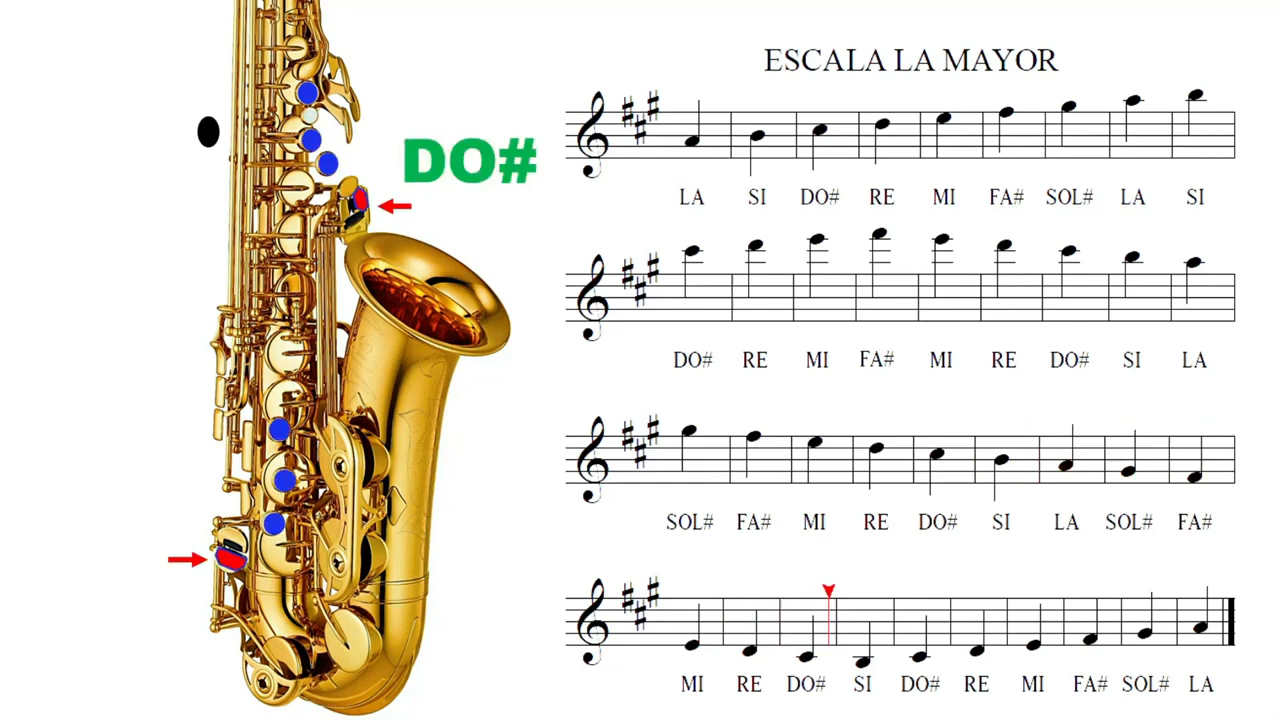 ESCALA LA MAYOR
DO#
LA SI DO# RE MI FA# SOL# LA SI
DO# RE MI FA# MI RE DO# SI LA
SOL# FA# MI RE DO# SI LA SOL# FA#
MI RE DO# SI DO# RE MI FA# SOL# LA